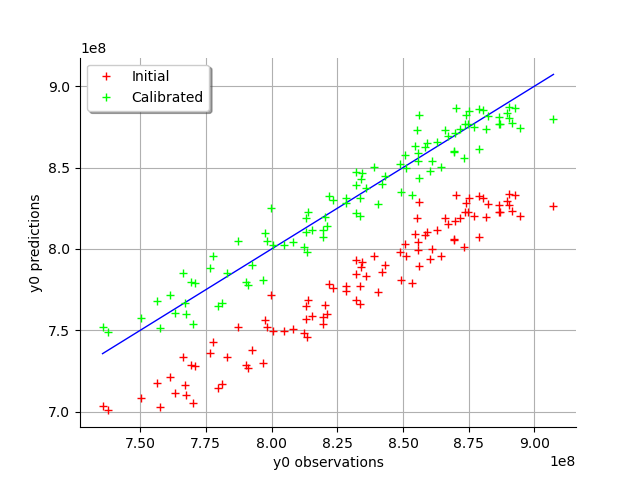 1e8
Initial
Calibrated
9.0
8.5
8.0
7.5
7.0
y0 predictions
7.50 7.75 8.00 8.25 8.50 8.75 9.00
y0 observations
1e8